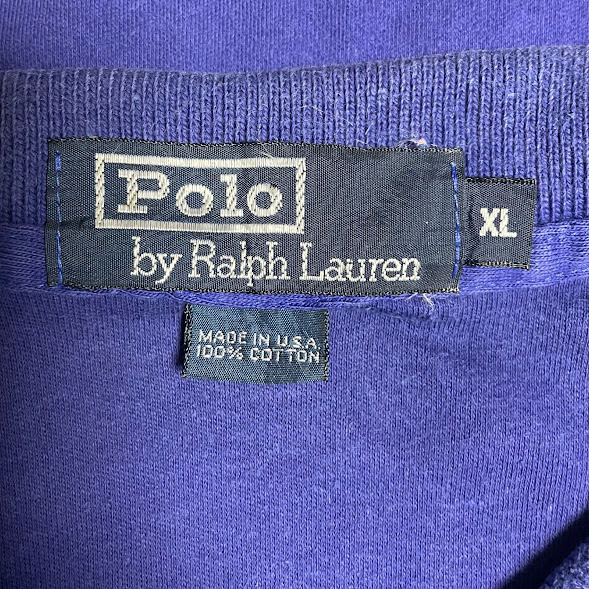 Polo
by Ralph Lauren
XL
MADE IN U.S.A.
100% COTTON